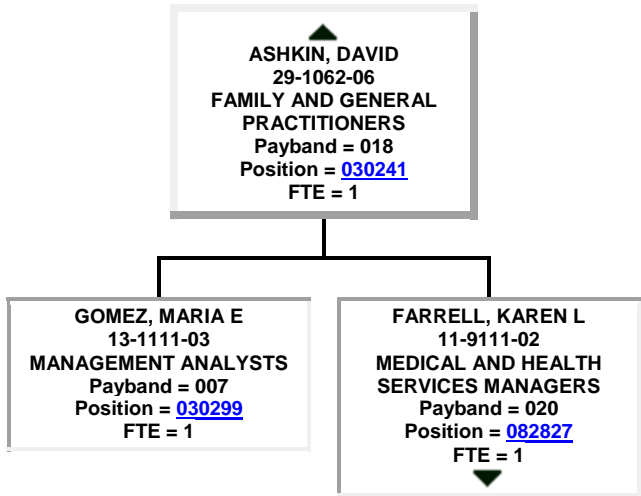 ASHKIN, DAVID
29-1062-06
FAMILY AND GENERAL
PRACTITIONERS
Payband = 018
Position = 030241
FTE = 1
GOMEZ, MARIA E
13-1111-03
MANAGEMENT ANALYSTS
Payband = 007
Position = 030299
FTE = 1
FARRELL, KAREN L
11-9111-02
MEDICAL AND HEALTH
SERVICES MANAGERS
Payband = 020
Position = 082827
FTE = 1